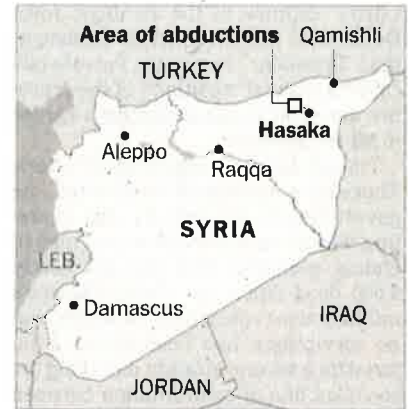 Area of abductions
Qamishli
TURKEY
Hasaka
Aleppo
Raqqa
SYRIA
LEB.
Damascus
IRAQ
JORDAN